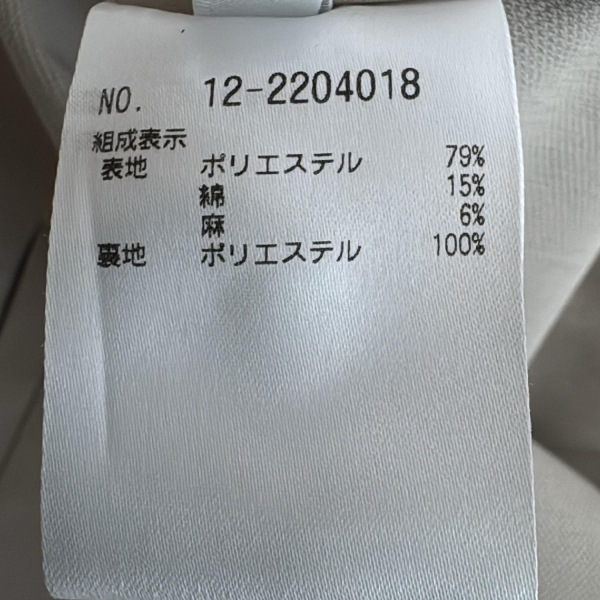 NO. 12-2204018
組成表示
表地 ポリエステル 79%
綿 15%
麻 6%
裏地 ポリエステル 100%